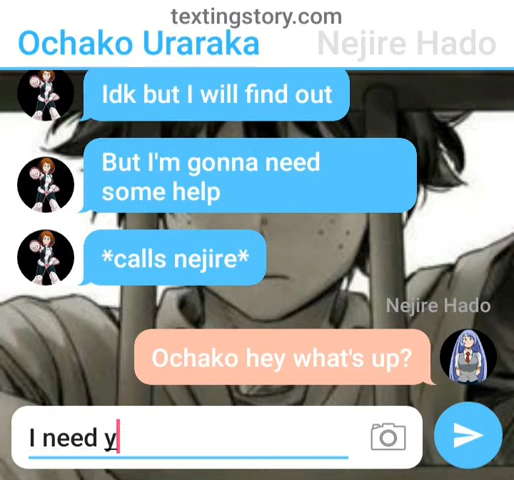 textingstory.com
Ochako Uraraka Nejire Hado
Idk but I will find out
But I'm gonna need
some help
*calls nejire*
Nejire Hado
Ochako hey what's up?
I need y